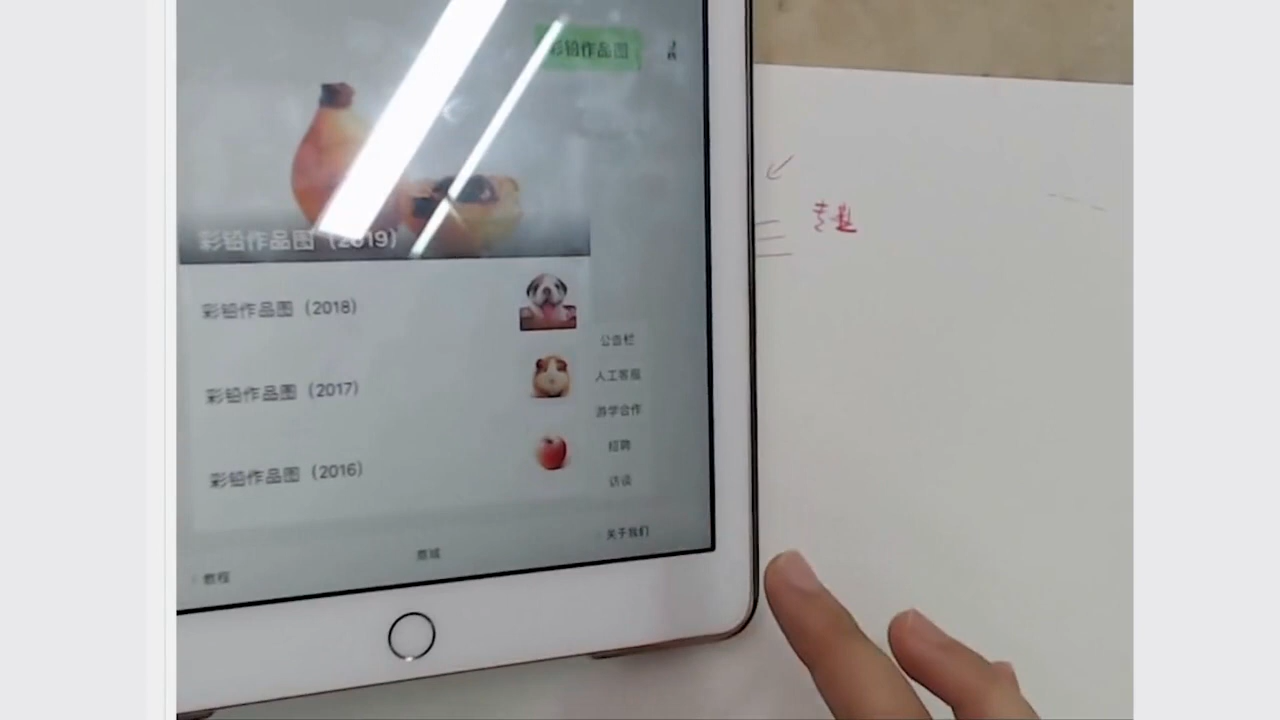 彩铅作品图
彩铅作品图（2019）
彩铅作品图（2018）
彩铅作品图（2017）
彩铅作品图（2016）
公告栏
人工客服
游学合作
招聘
访谈
教程
商城
关于我们
专题